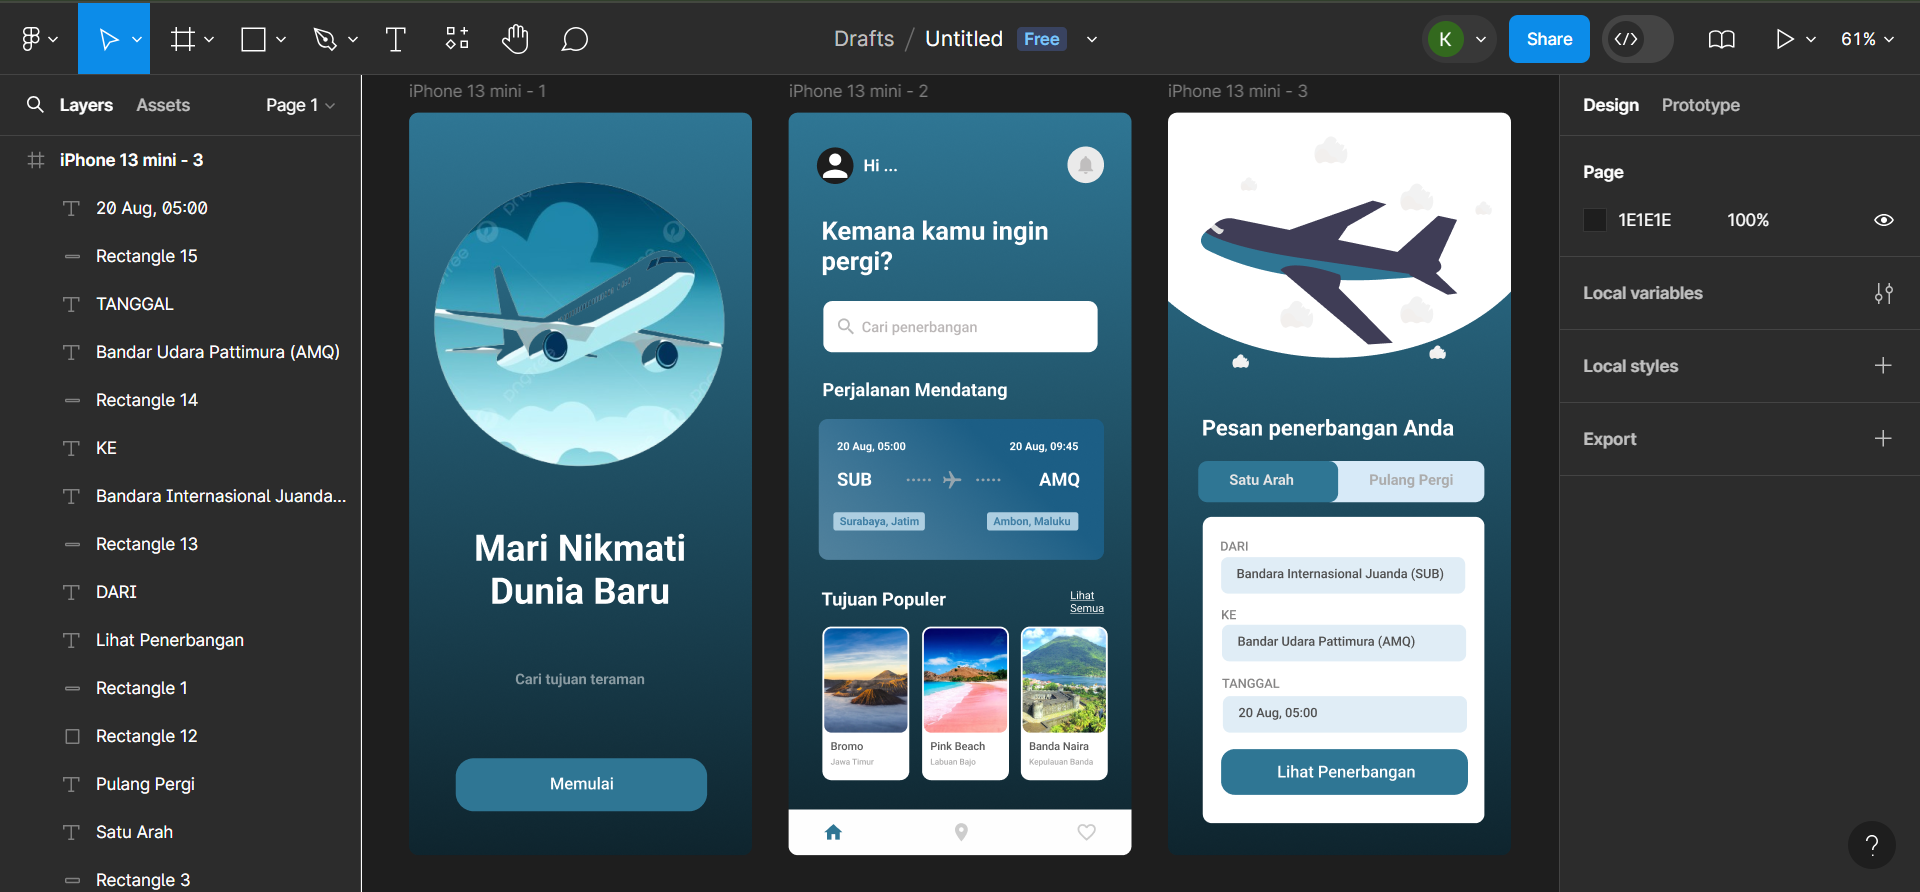 Drafts / Untitled Free
K
Share
61%
Layers
Assets
Page 1
iPhone 13 mini - 3
20 Aug, 05:00
Rectangle 15
TANGGAL
Bandar Udara Pattimura (AMQ)
Rectangle 14
KE
Bandara Internasional Juanda...
Rectangle 13
DARI
Lihat Penerbangan
Rectangle 1
Rectangle 12
Pulang Pergi
Satu Arah
Rectangle 3
iPhone 13 mini - 1
Mari Nikmati
Dunia Baru
Cari tujuan teraman
Memulai
iPhone 13 mini - 2
Hi ...
Kemana kamu ingin
pergi?
Cari penerbangan
Perjalanan Mendatang
20 Aug, 05:00
20 Aug, 09:45
SUB
AMQ
Surabaya, Jatim
Ambon, Maluku
Tujuan Populer
Lihat
Semua
Bromo
Jawa Timur
Pink Beach
Labuan Bajo
Banda Naira
Kepulauan Banda
iPhone 13 mini - 3
Pesan penerbangan Anda
Satu Arah
Pulang Pergi
DARI
Bandara Internasional Juanda (SUB)
KE
Bandar Udara Pattimura (AMQ)
TANGGAL
20 Aug, 05:00
Lihat Penerbangan
Design
Prototype
Page
1E1E1E
100%
Local variables
Local styles
Export
?